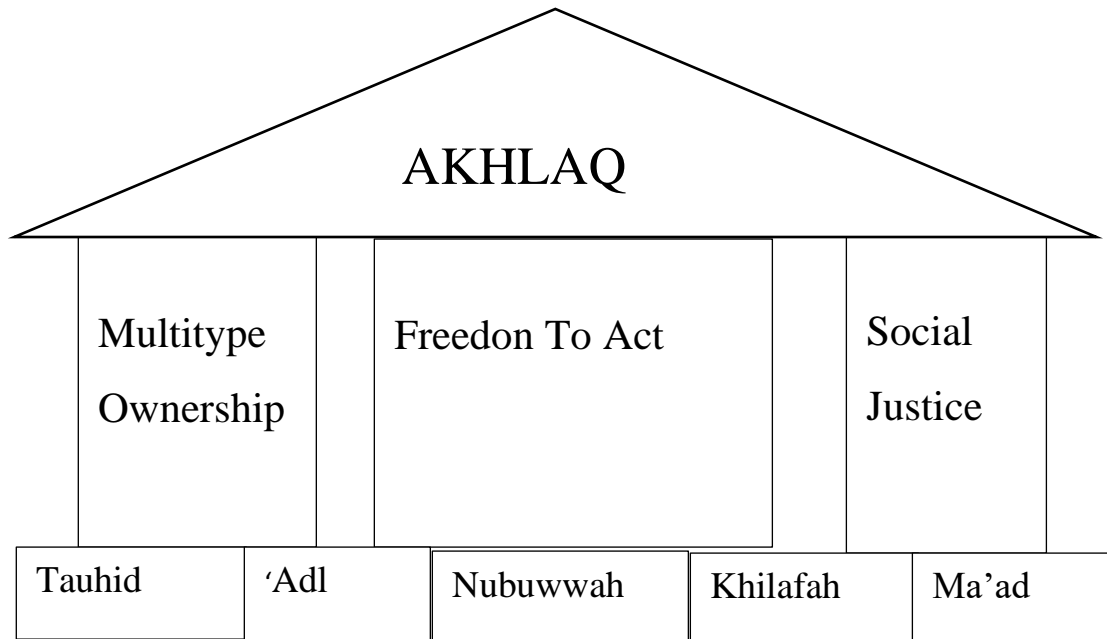 AKHLAQ
Multitype
Ownership
Freedon To Act
Social
Justice
Tauhid
‘Adl
Nubuwwah
Khilafah
Ma’ad